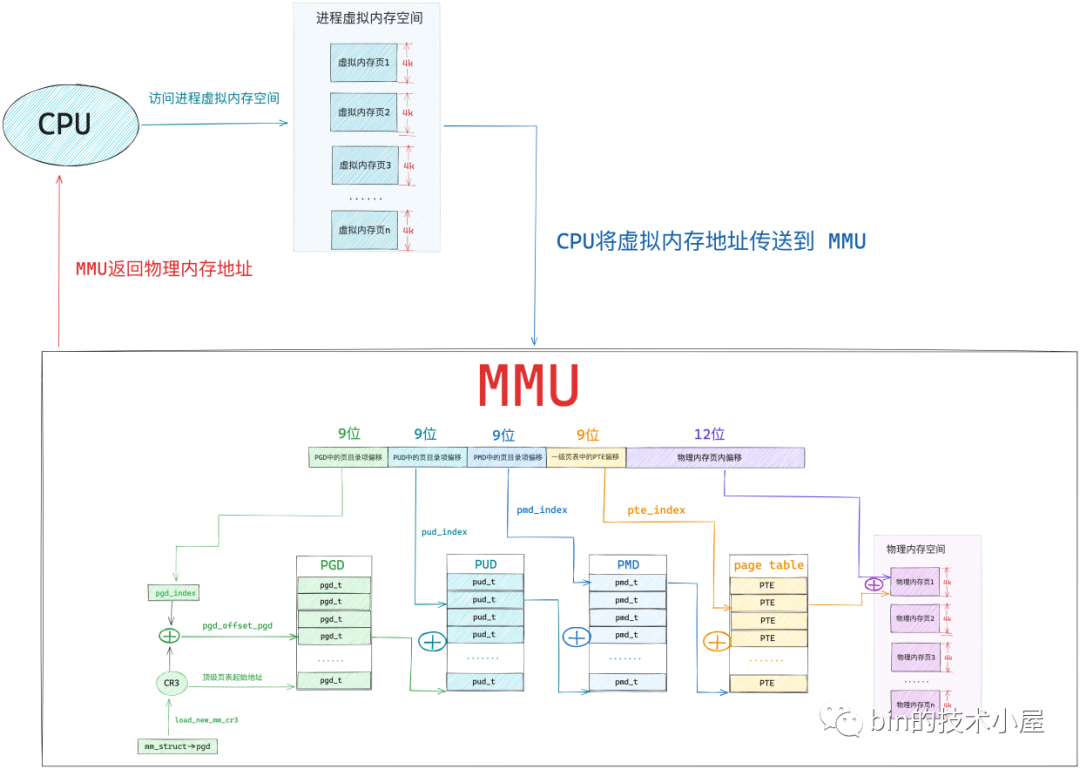 进程虚拟内存空间
虚拟内存页1
4k
虚拟内存页2
4k
虚拟内存页3
4k
......
虚拟内存页n
4k
CPU
访问进程虚拟内存空间
CPU将虚拟内存地址传送到 MMU
MMU返回物理内存地址
MMU
9位
9位
9位
9位
12位
PGD中的页目录项偏移
PUD中的页目录项偏移
PMD中的页目录项偏移
一级页表中的PTE偏移
物理内存页内偏移
pud_index
pmd_index
pte_index
pgd_index
pgd_offset_pgd
CR3
顶级页表起始地址
load_new_mm_cr3
mm_struct->pgd
PGD
pgd_t
pgd_t
pgd_t
pgd_t
......
pgd_t
PUD
pud_t
pud_t
pud_t
pud_t
.......
pud_t
PMD
pmd_t
pmd_t
pmd_t
pmd_t
.......
pmd_t
page table
PTE
PTE
PTE
PTE
.......
PTE
物理内存空间
物理内存页1
4k
物理内存页2
4k
物理内存页3
4k
......
物理内存页n
4k
bin的技术小屋